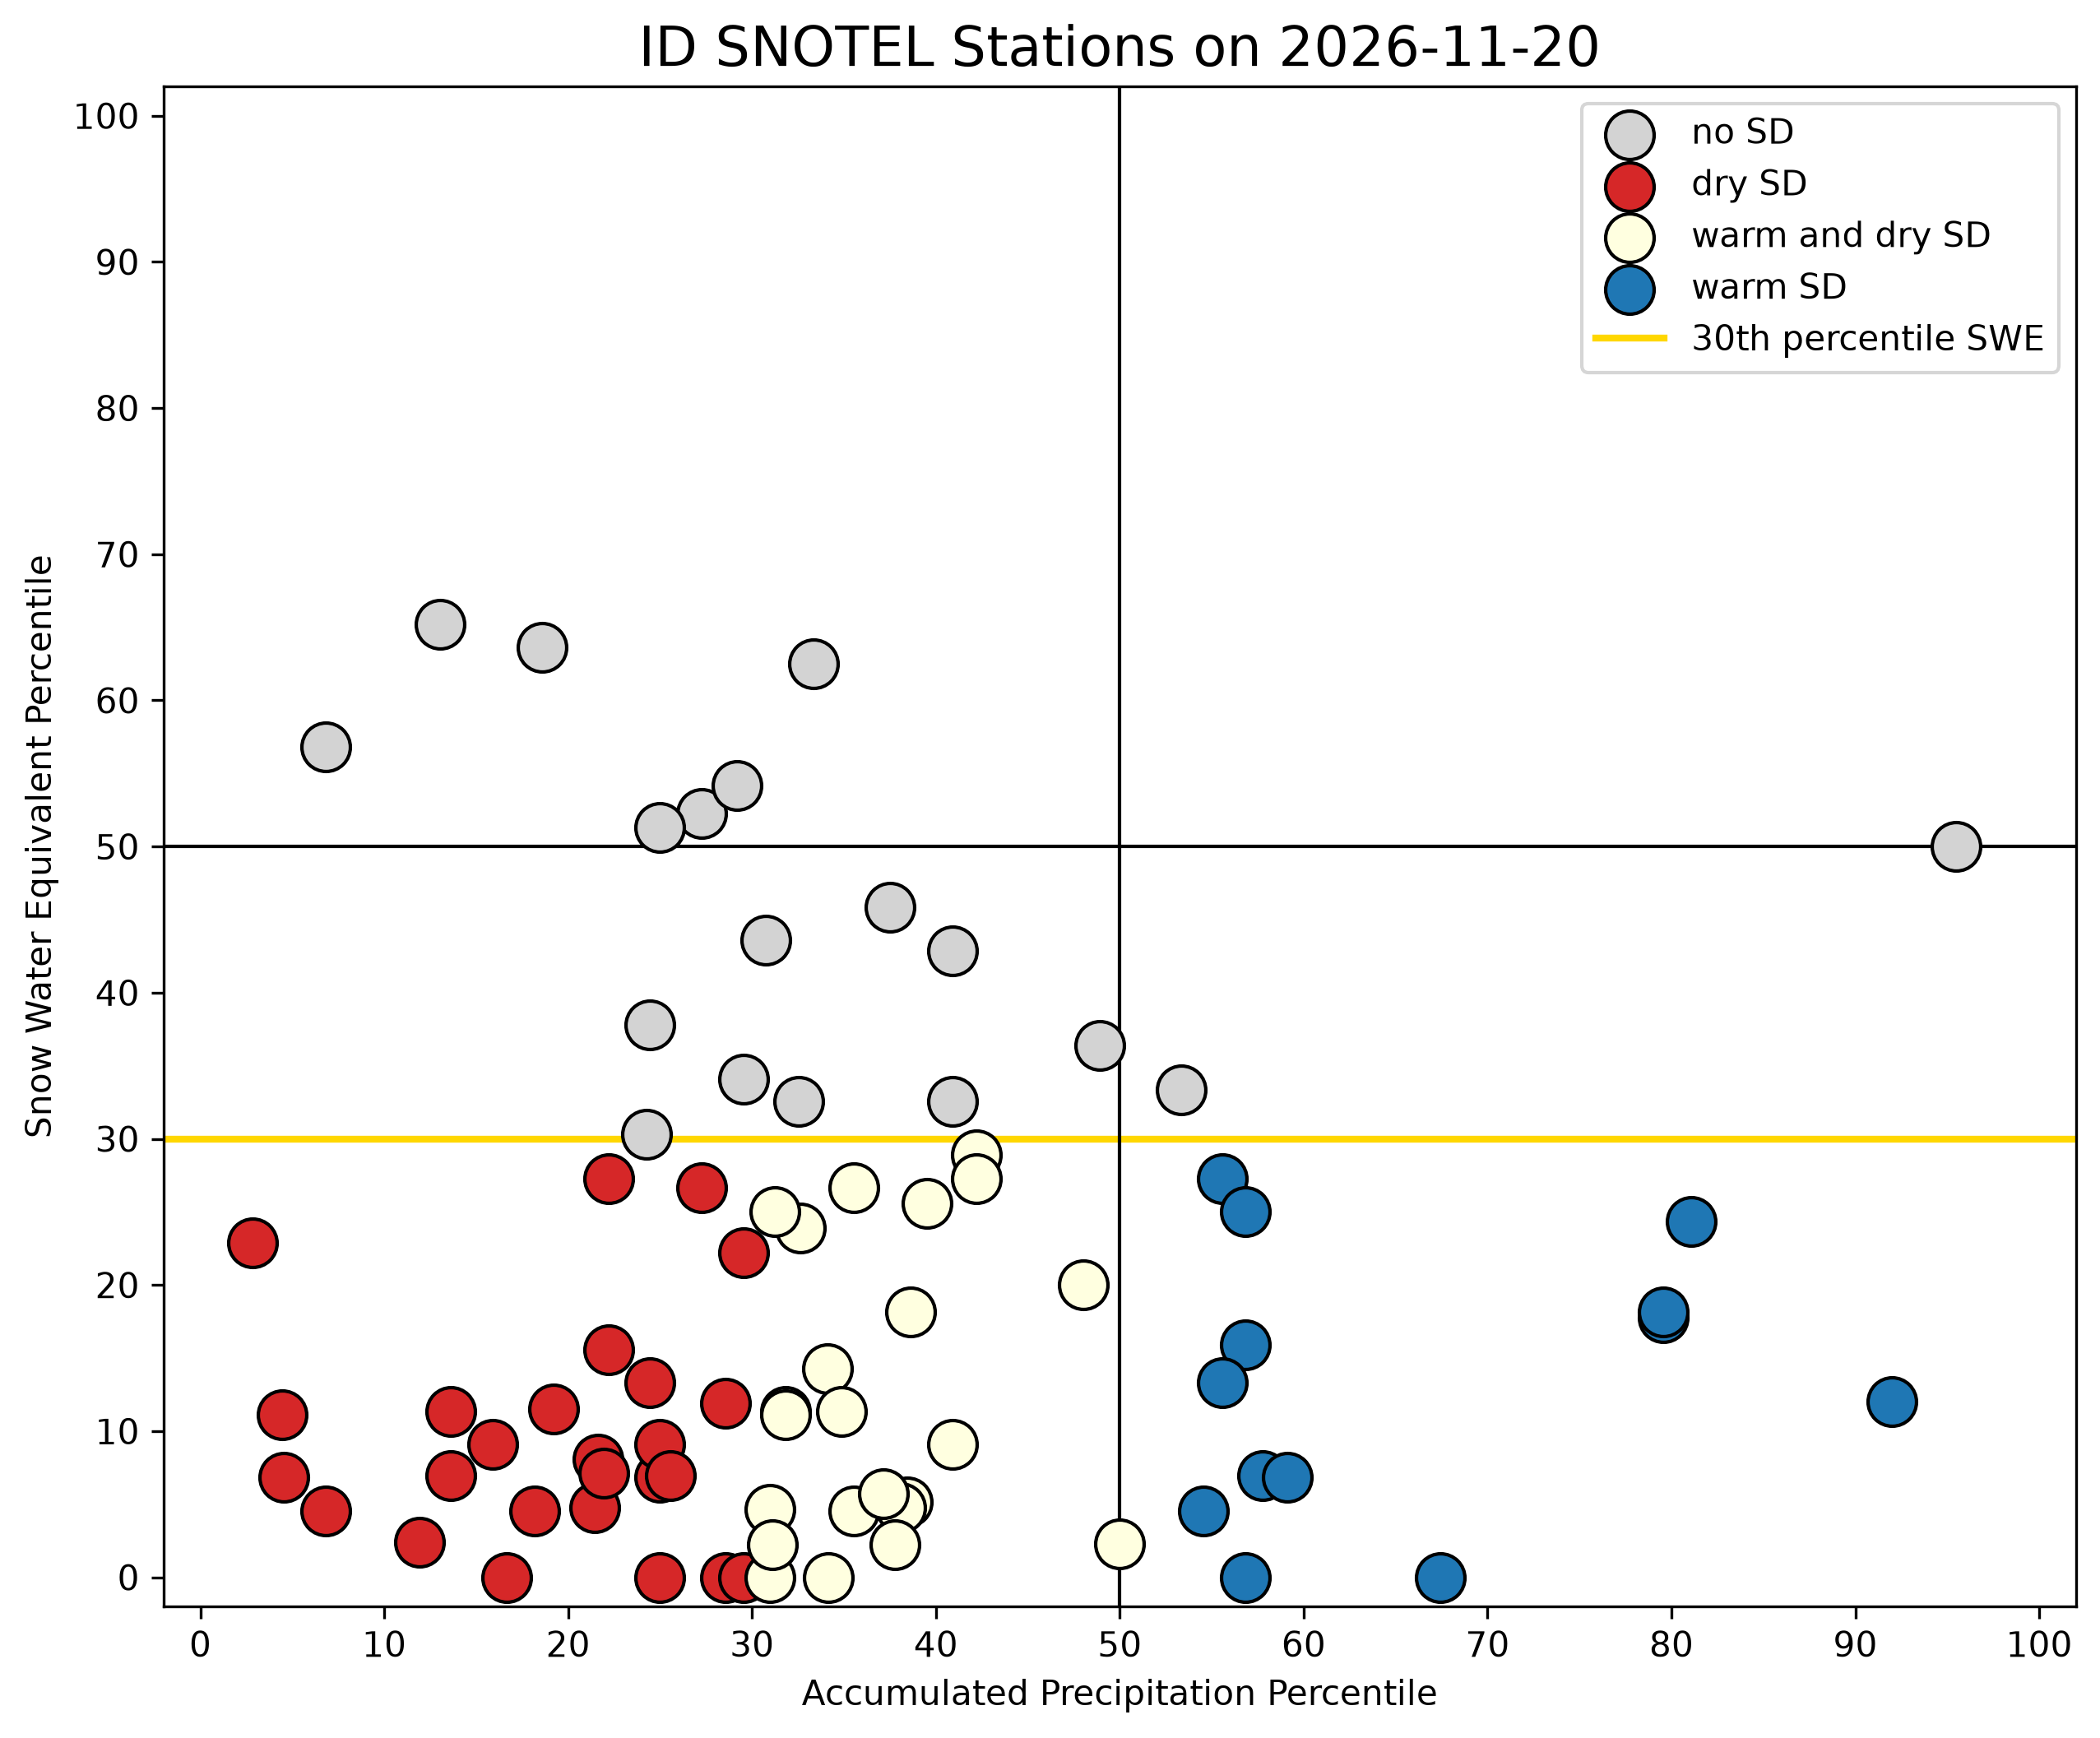 ID SNOTEL Stations on 2026-11-20
no SD
dry SD
warm and dry SD
warm SD
30th percentile SWE
Snow Water Equivalent Percentile
100
90
80
70
60
50
40
30
20
10
0
0 10 20 30 40 50 60 70 80 90 100
Accumulated Precipitation Percentile